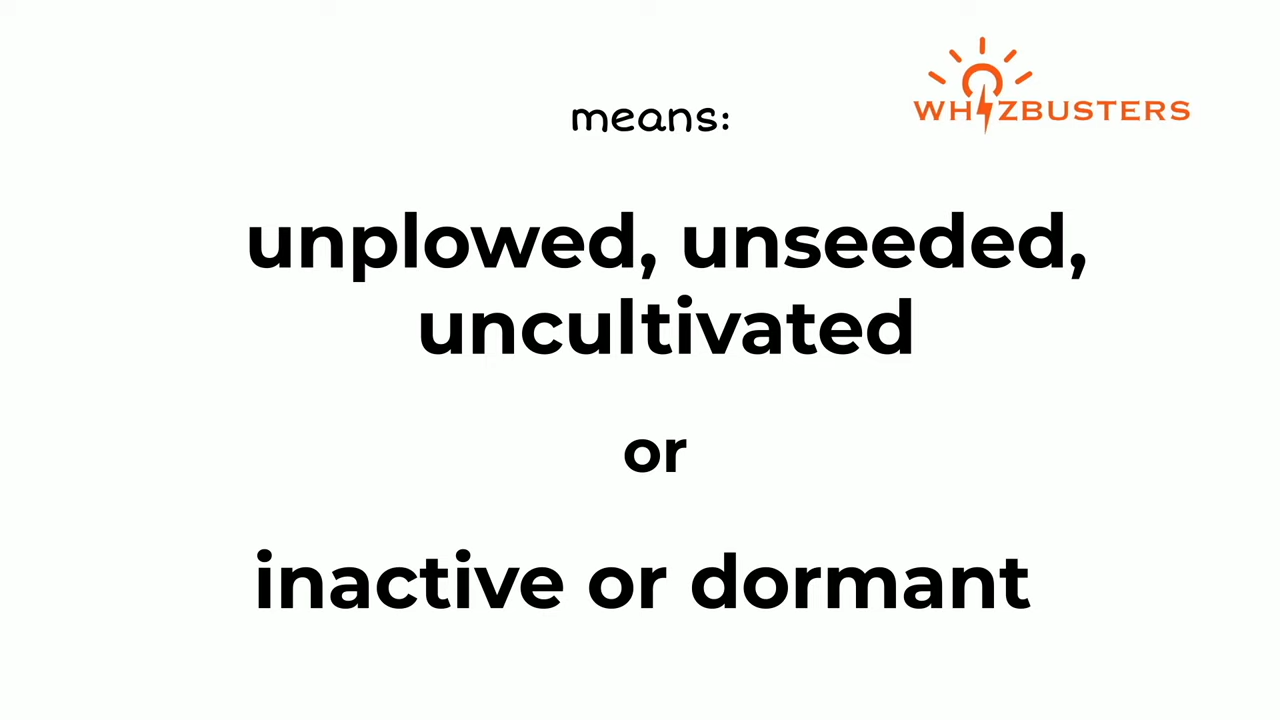 means:
WHIZBUSTERS
unplowed, unseeded,
uncultivated
or
inactive or dormant